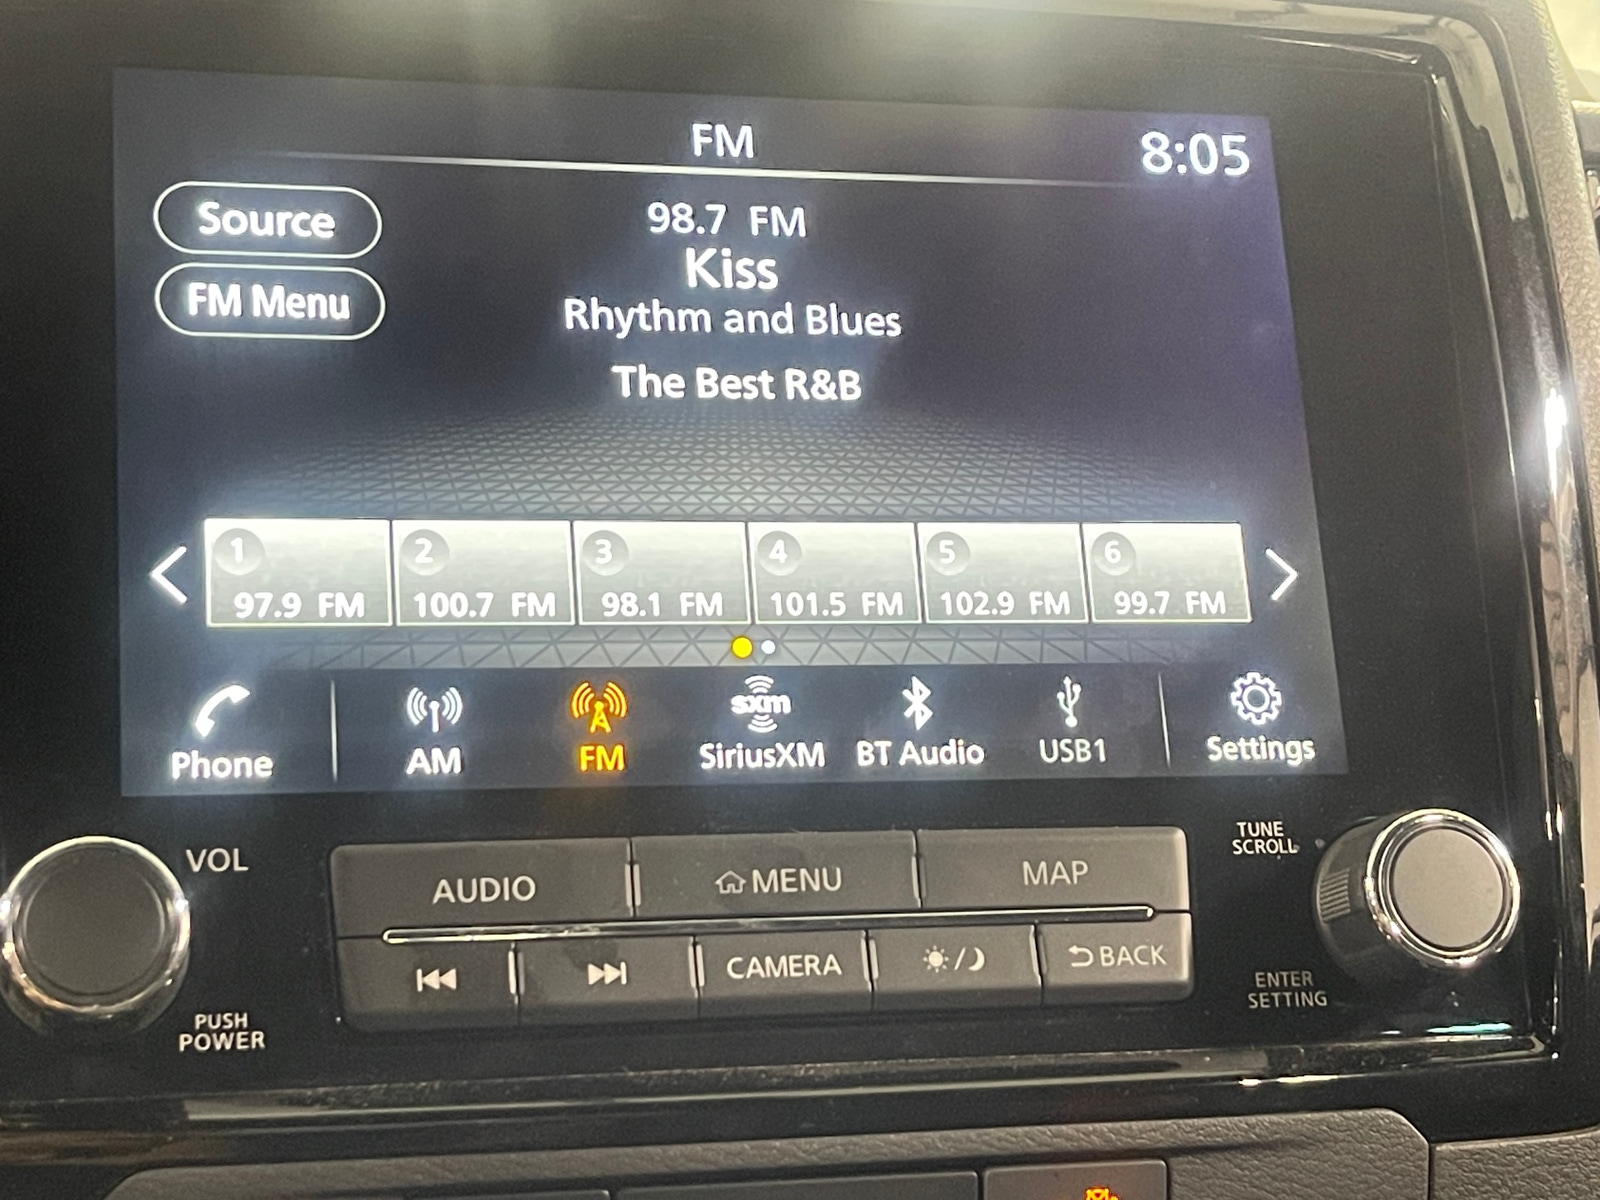 FM
8:05
Source
FM Menu
98.7 FM
Kiss
Rhythm and Blues
The Best R&B
1
2
3
4
5
6
97.9 FM
100.7 FM
98.1 FM
101.5 FM
102.9 FM
99.7 FM
sxm
Phone
AM
FM
SiriusXM
BT Audio
USB1
Settings
VOL
PUSH
POWER
AUDIO
MENU
MAP
CAMERA
BACK
TUNE
SCROLL
ENTER
SETTING